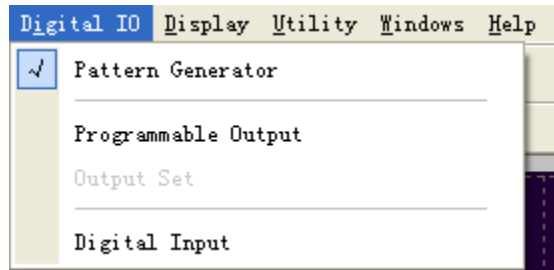 Digital IO Display Utility Windows Help
Pattern Generator
Programmable Output
Output Set
Digital Input